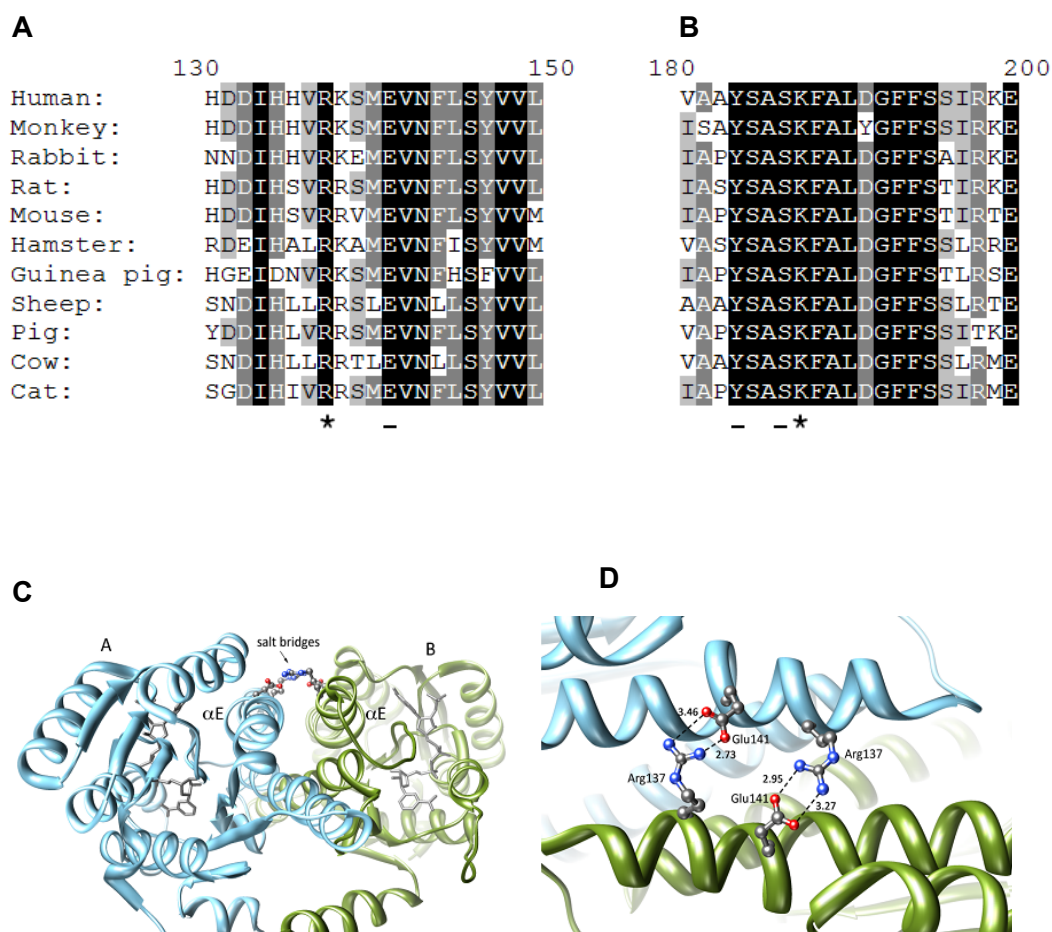 A B
130 150 180 200
Human: HDDIHHVRKSMEVNFLSYVVL VAAYSASKFALDGFFSSIRKE
Monkey: HDDIHHVRKSMEVNFLSYVVL ISAYSASKFALYGFFSSIRKE
Rabbit: NNDIHHVRKEMEVNFLSYVVL IAPYSASKFALDGFFSAIRKE
Rat: HDDIHSVRRSMEVNFLSYVVL IASYSASKFALDGFFSTIRKE
Mouse: HDDIHSVRRVMEVNFLSYVVM IAPYSASKFALDGFFSTIRTE
Hamster: RDEIHALRKAMEVNFISYVVM VASYSASKFALDGFFSSLRRE
Guinea pig: HGEIDNVRKSMEVNFHSFVVL IAPYSASKFALDGFFSTLRSE
Sheep: SNDIHLLRRSLEVNLLSYVVL AAAYSASKFALDGFFSSLRTE
Pig: YDDIHLVRRSMEVNFLSYVVL VAPYSASKFALDGFFSSITKE
Cow: SNDIHLLRRTLEVNLLSYVVL VAAYSASKFALDGFFSSLRME
Cat: SGDIHIVRRSMEVNFLSYVVL IAPYSASKFALDGFFSSIRME
* – – –*
C
A salt bridges B
αE αE
D
3.46
Glu141
2.73
Arg137
Arg137
2.95
Glu141
3.27